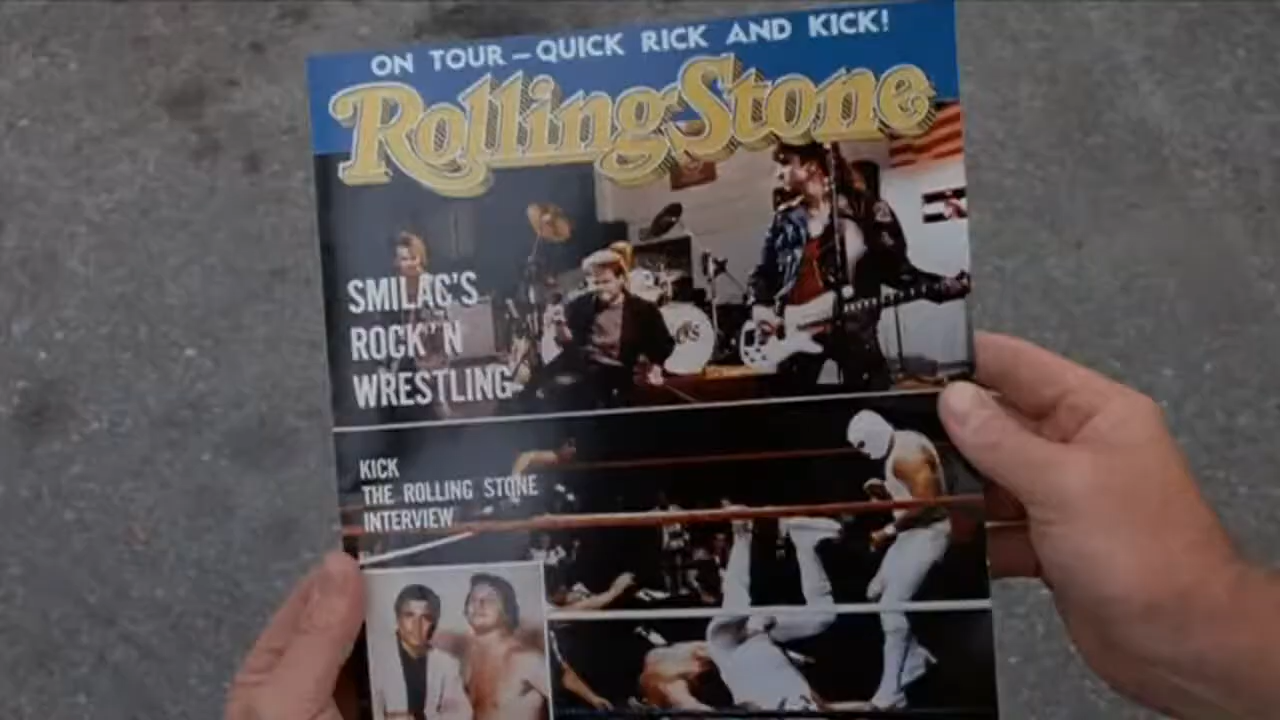 ON TOUR – QUICK RICK AND KICK!
RollingStone
SMILAC'S
ROCK'N
WRESTLING
KICK
THE ROLLING STONE
INTERVIEW